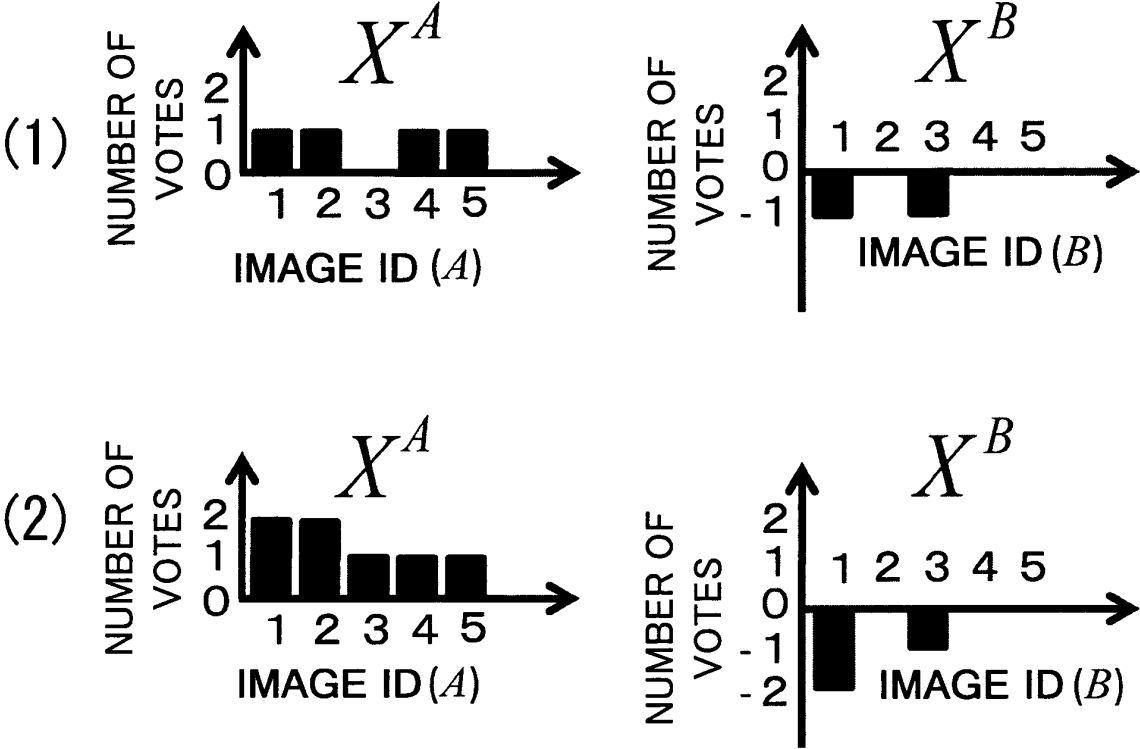 (1)
X^A
NUMBER OF
VOTES
2
1
0
1 2 3 4 5
IMAGE ID (A)
X^B
NUMBER OF
VOTES
2
1
0
- 1
1 2 3 4 5
IMAGE ID (B)
(2)
X^A
NUMBER OF
VOTES
2
1
0
1 2 3 4 5
IMAGE ID (A)
X^B
NUMBER OF
VOTES
2
1
0
- 1
- 2
1 2 3 4 5
IMAGE ID (B)